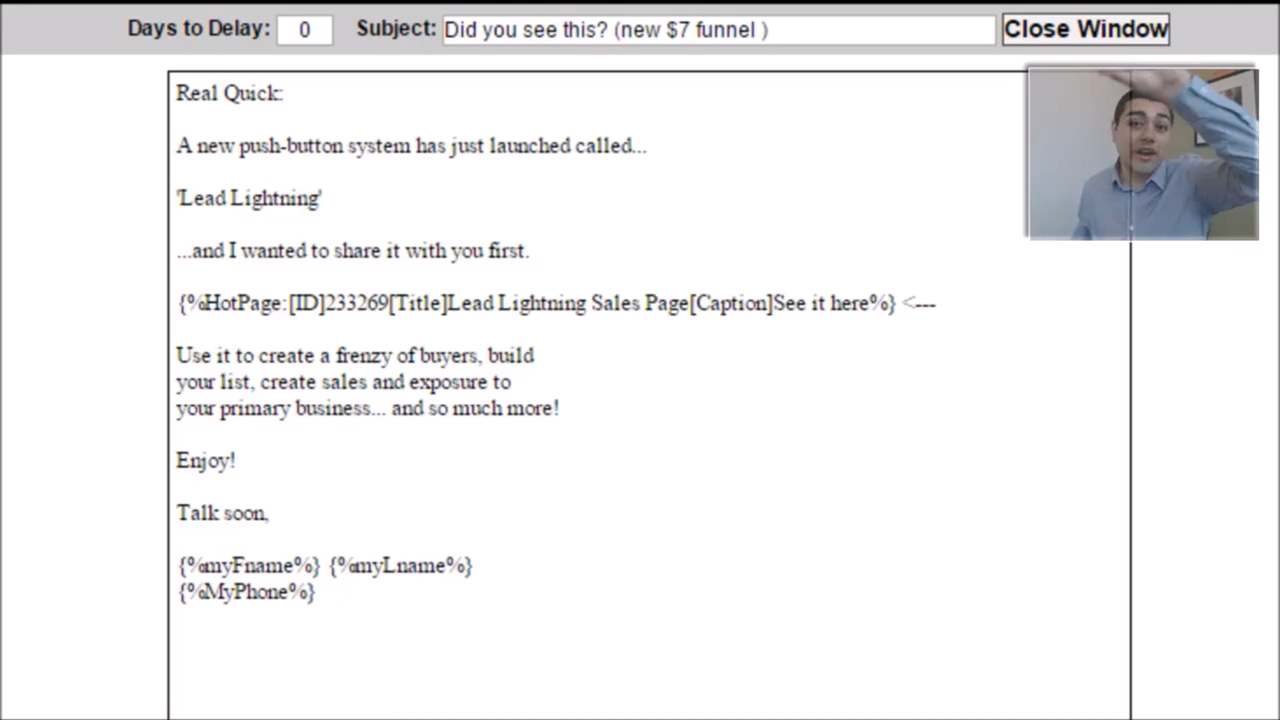 Days to Delay: 0 Subject: Did you see this? (new $7 funnel ) Close Window
Real Quick:
A new push-button system has just launched called...
'Lead Lightning'
...and I wanted to share it with you first.
{%HotPage:[ID]233269[Title]Lead Lightning Sales Page[Caption]See it here%} <---
Use it to create a frenzy of buyers, build
your list, create sales and exposure to
your primary business... and so much more!
Enjoy!
Talk soon,
{%myFname%} {%myLname%}
{%MyPhone%}